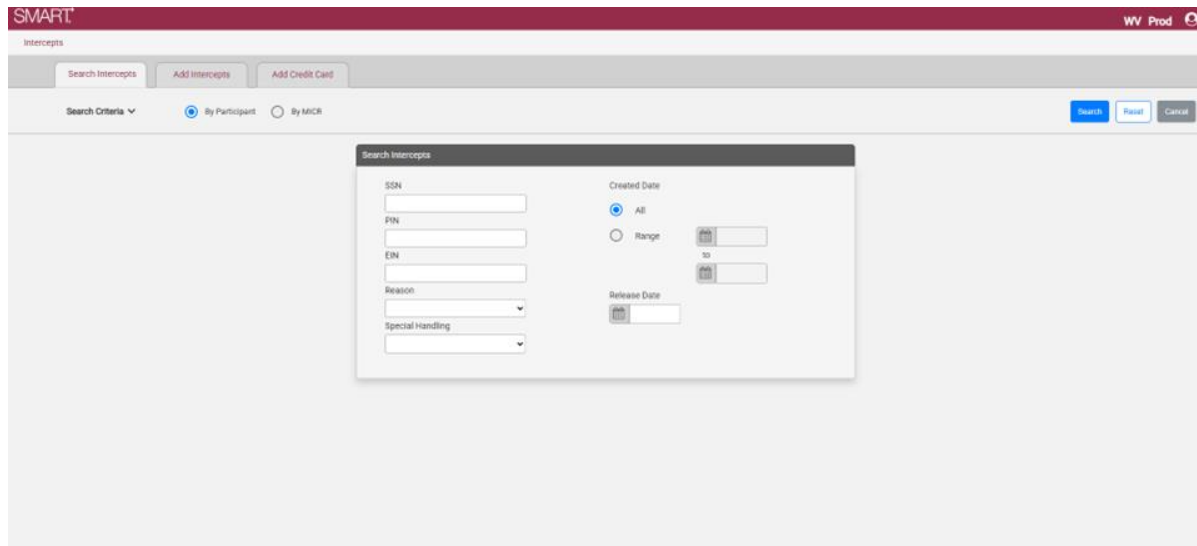 SMART
WV Prod
Intercepts
Search Intercepts Add Intercepts Add Credit Card
Search Criteria By Participant By MICR Search Reset Cancel
Search Intercepts
SSN Created Date
All
PIN
Range
EIN to
Reason Release Date
Special Handling